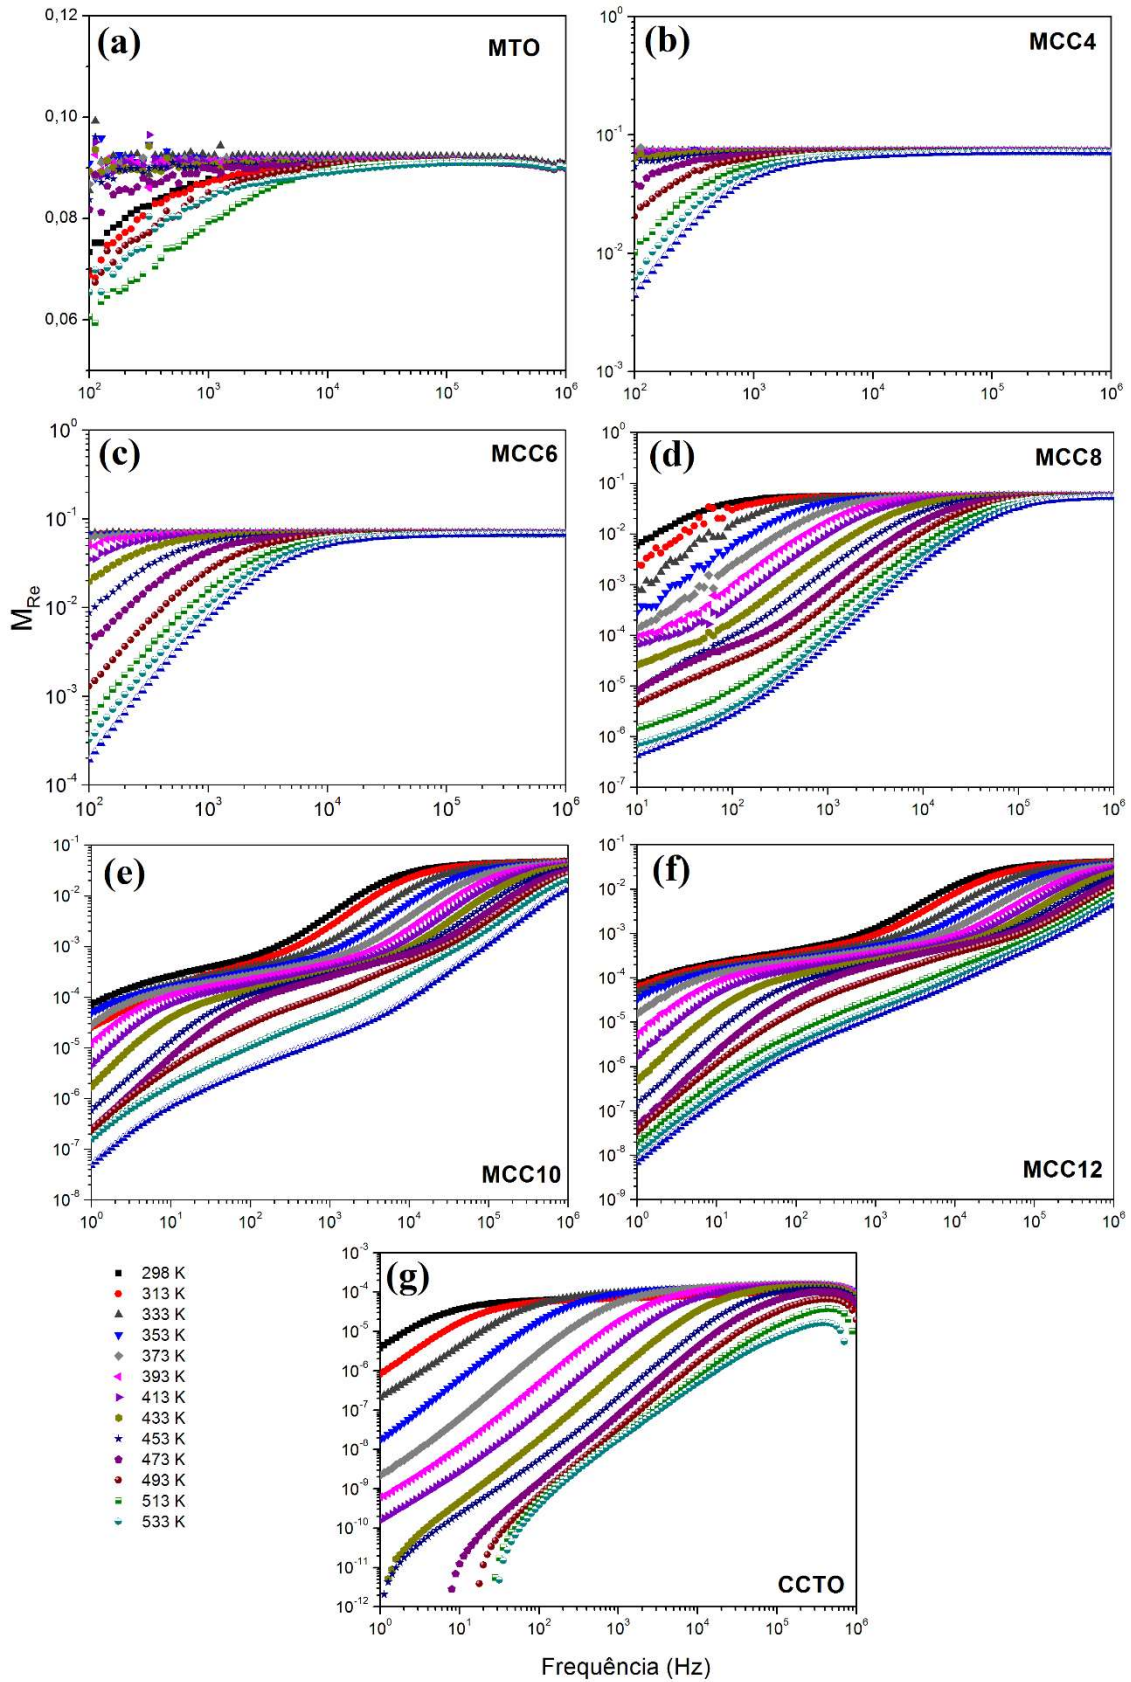 (a) MTO
0,12
0,10
0,08
0,06
10² 10³ 10⁴ 10⁵ 10⁶
(b) MCC4
10⁰
10⁻¹
10⁻²
10⁻³
10² 10³ 10⁴ 10⁵ 10⁶
M_Re
(c) MCC6
10⁰
10⁻¹
10⁻²
10⁻³
10⁻⁴
10² 10³ 10⁴ 10⁵ 10⁶
(d) MCC8
10⁰
10⁻¹
10⁻²
10⁻³
10⁻⁴
10⁻⁵
10⁻⁶
10⁻⁷
10¹ 10² 10³ 10⁴ 10⁵ 10⁶
(e)
10⁻¹
10⁻²
10⁻³
10⁻⁴
10⁻⁵
10⁻⁶
10⁻⁷
10⁻⁸
MCC10
10⁰ 10¹ 10² 10³ 10⁴ 10⁵ 10⁶
(f)
10⁻¹
10⁻²
10⁻³
10⁻⁴
10⁻⁵
10⁻⁶
10⁻⁷
10⁻⁸
10⁻⁹
MCC12
10⁰ 10¹ 10² 10³ 10⁴ 10⁵ 10⁶
298 K
313 K
333 K
353 K
373 K
393 K
413 K
433 K
453 K
473 K
493 K
513 K
533 K
(g)
10⁻³
10⁻⁴
10⁻⁵
10⁻⁶
10⁻⁷
10⁻⁸
10⁻⁹
10⁻¹⁰
10⁻¹¹
10⁻¹²
CCTO
10⁰ 10¹ 10² 10³ 10⁴ 10⁵ 10⁶
Frequência (Hz)